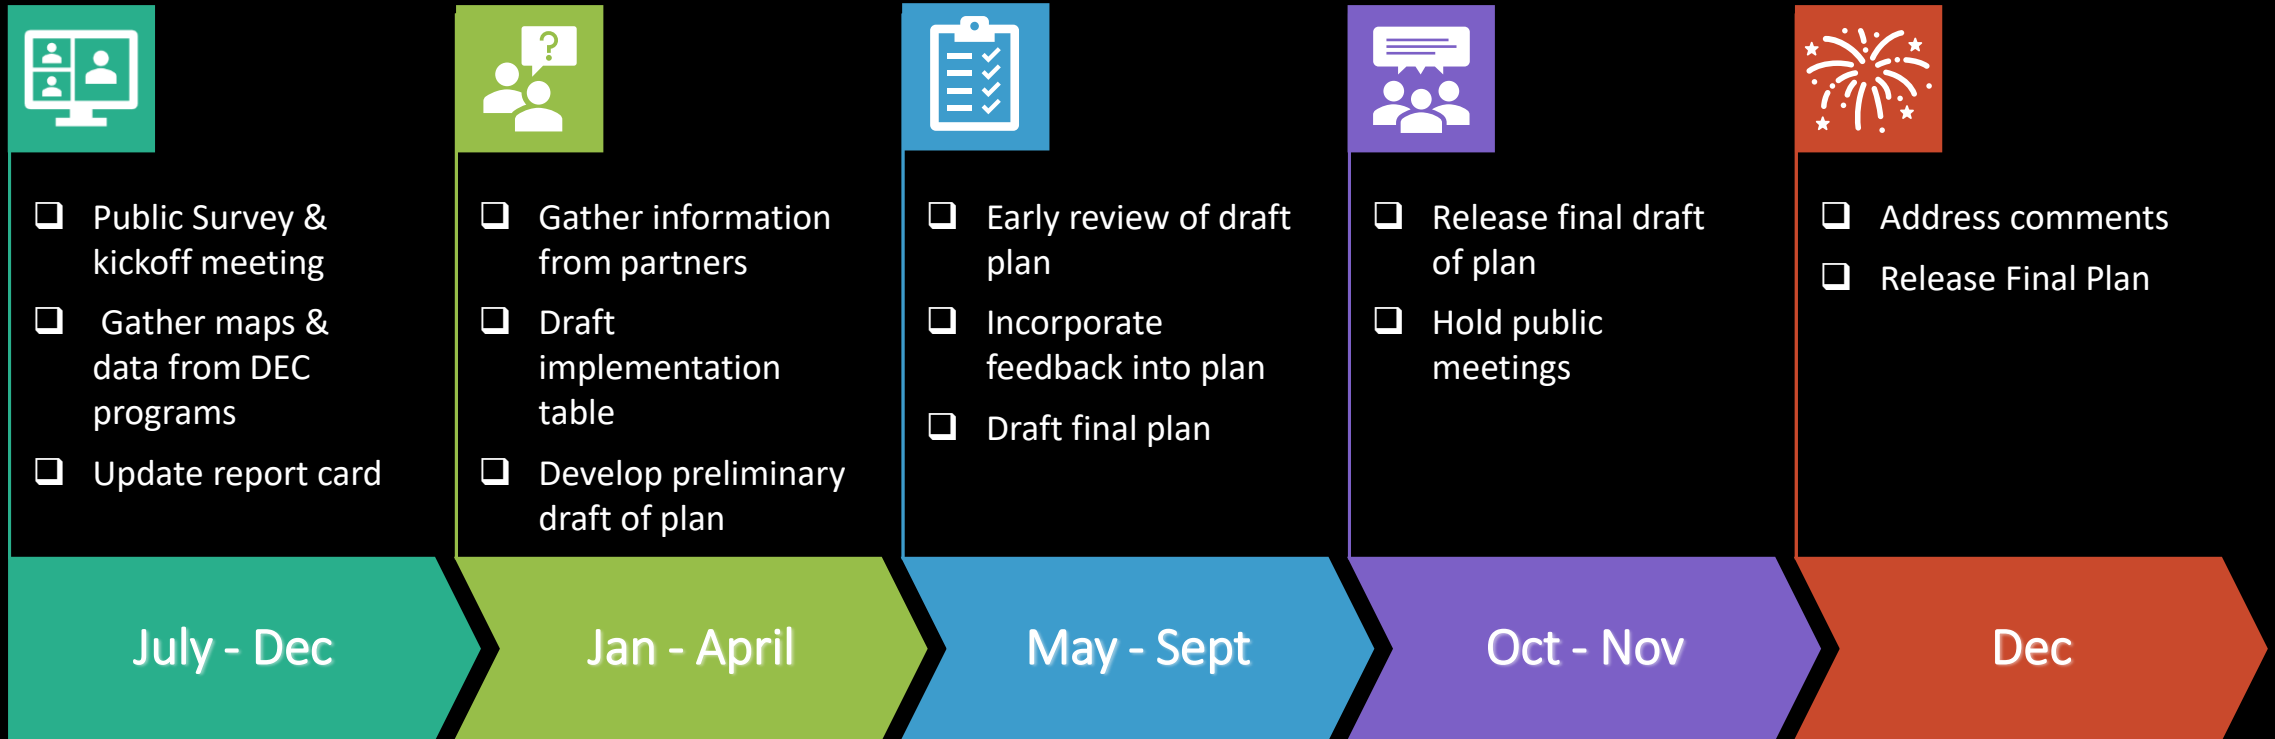 Public Survey &
kickoff meeting
Gather maps &
data from DEC
programs
Update report card
July - Dec
Gather information
from partners
Draft
implementation
table
Develop preliminary
draft of plan
Jan - April
Early review of draft
plan
Incorporate
feedback into plan
Draft final plan
May - Sept
Release final draft
of plan
Hold public
meetings
Oct - Nov
Address comments
Release Final Plan
Dec